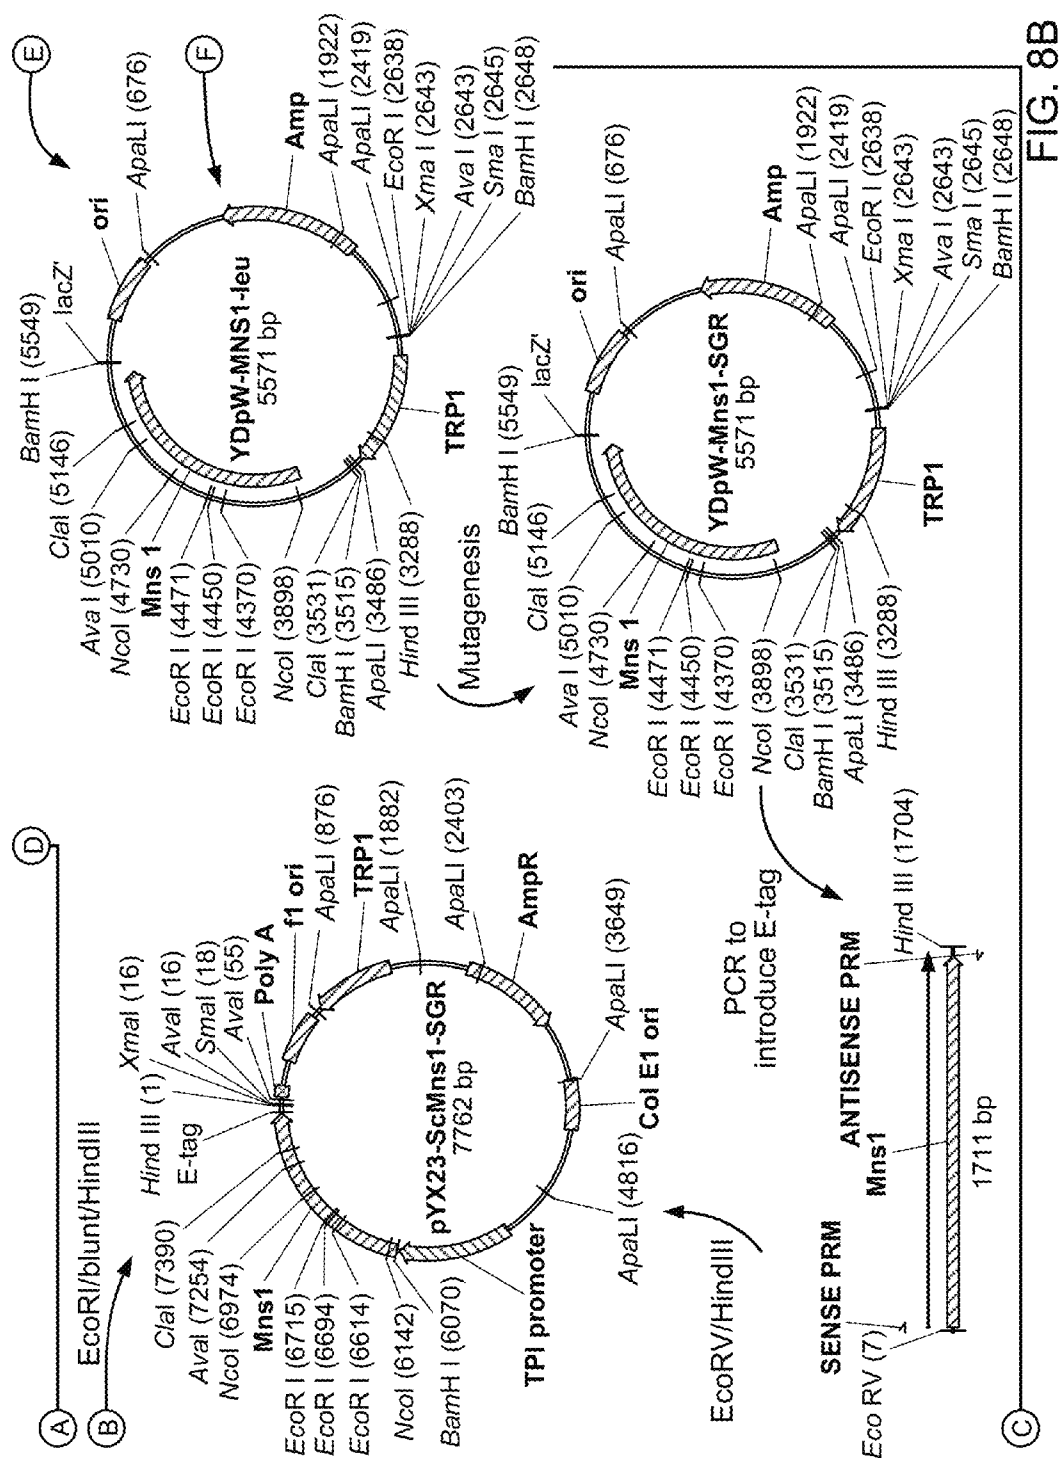 A
D
B
EcoRI/blunt/HindIII
Hind III (1)
XmaI (16)
AvaI (16)
SmaI (18)
AvaI (55)
Poly A
f1 ori
ApaLI (876)
TRP1
ApaLI (1882)
ApaLI (2403)
AmpR
ApaLI (3649)
Col E1 ori
ApaLI (4816)
TPI promoter
BamH I (6070)
NcoI (6142)
EcoR I (6614)
EcoR I (6694)
EcoR I (6715)
Mns1
NcoI (6974)
AvaI (7254)
ClaI (7390)
E-tag
pYX23-ScMns1-SGR
7762 bp
EcoRV/HindIII
E
F
BamH I (5549)
lacZ'
ori
ApaLI (676)
Amp
ApaLI (1922)
ApaLI (2419)
EcoR I (2638)
Xma I (2643)
Ava I (2643)
Sma I (2645)
BamH I (2648)
TRP1
Hind III (3288)
ApaLI (3486)
BamH I (3515)
ClaI (3531)
NcoI (3898)
EcoR I (4370)
EcoR I (4450)
EcoR I (4471)
Mns 1
NcoI (4730)
Ava I (5010)
ClaI (5146)
YDpW-MNS1-leu
5571 bp
Mutagenesis
BamH I (5549)
lacZ'
ori
ApaLI (676)
Amp
ApaLI (1922)
ApaLI (2419)
EcoR I (2638)
Xma I (2643)
Ava I (2643)
Sma I (2645)
BamH I (2648)
TRP1
Hind III (3288)
ApaLI (3486)
BamH I (3515)
ClaI (3531)
NcoI (3898)
EcoR I (4370)
EcoR I (4450)
EcoR I (4471)
Mns 1
NcoI (4730)
Ava I (5010)
ClaI (5146)
YDpW-Mns1-SGR
5571 bp
PCR to
introduce E-tag
SENSE PRM
Eco RV (7)
ANTISENSE PRM
Mns1
Hind III (1704)
1711 bp
C
FIG. 8B